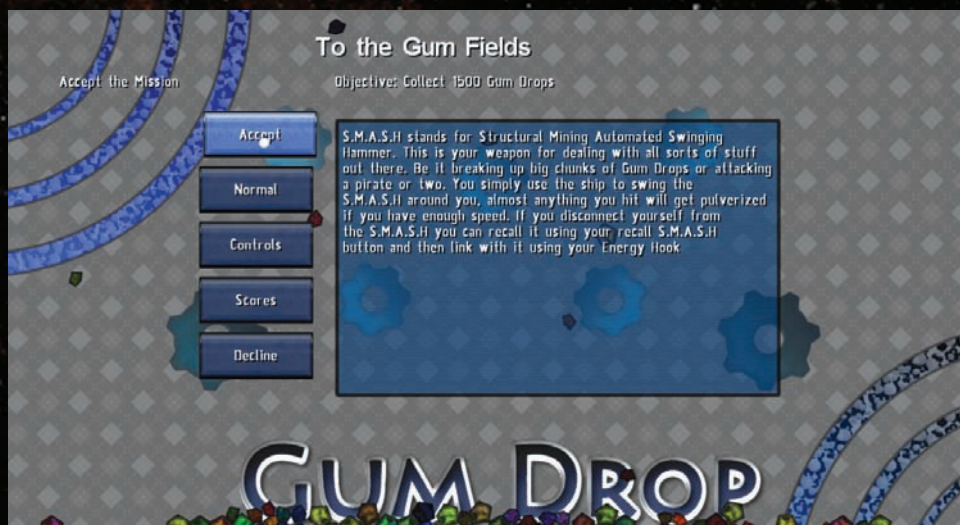 To the Gum Fields
Accept the Mission
Objective: Collect 1500 Gum Drops
Accept
Normal
Controls
Scores
Decline
S.M.A.S.H stands for Structural Mining Automated Swinging
Hammer. This is your weapon for dealing with all sorts of stuff
out there. Be it breaking up big chunks of Gum Drops or attacking
a pirate or two. You simply use the ship to swing the
S.M.A.S.H around you, almost anything you hit will get pulverized
if you have enough speed. If you disconnect yourself from
the S.M.A.S.H you can recall it using your recall S.M.A.S.H
button and then link with it using your Energy Hook
GUM DROP